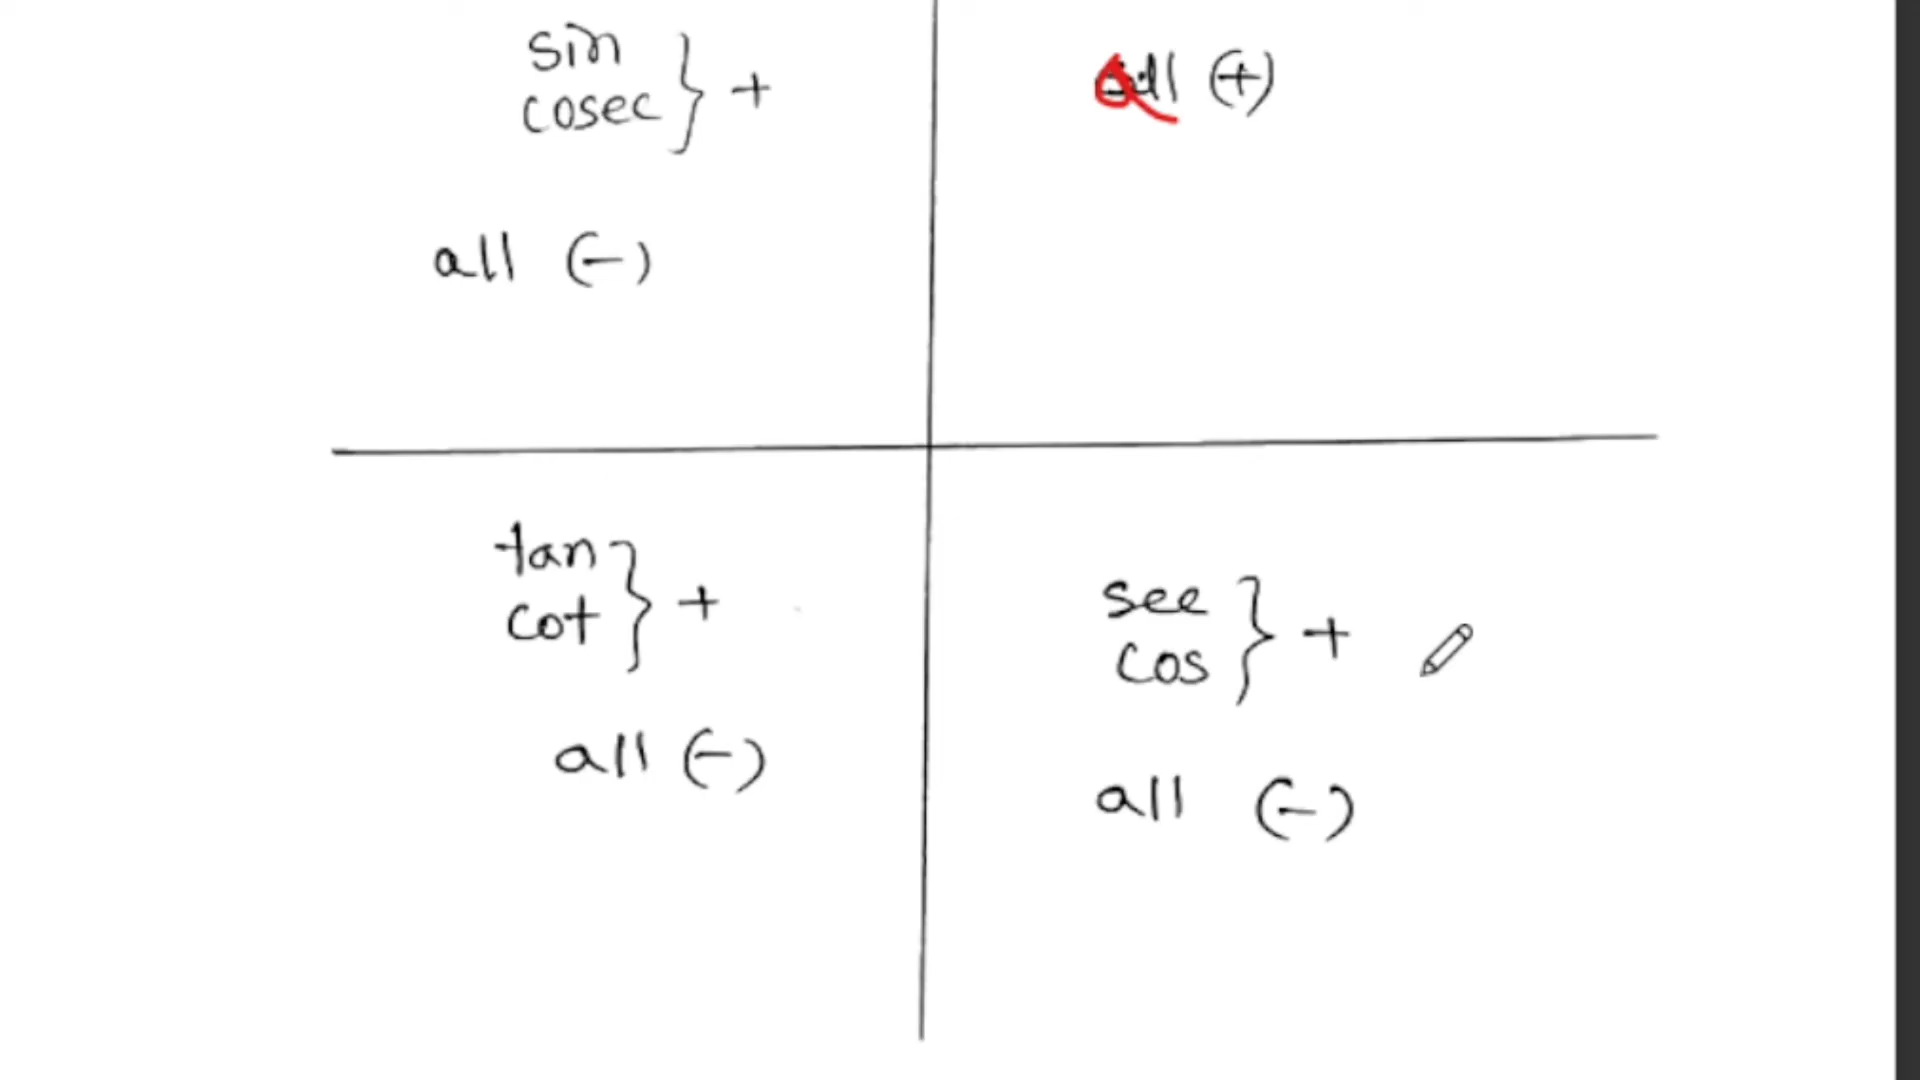 sin
cosec } +
all (+)
all (-)
tan
cot } +
sec
cos } +
all (-)
all (-)